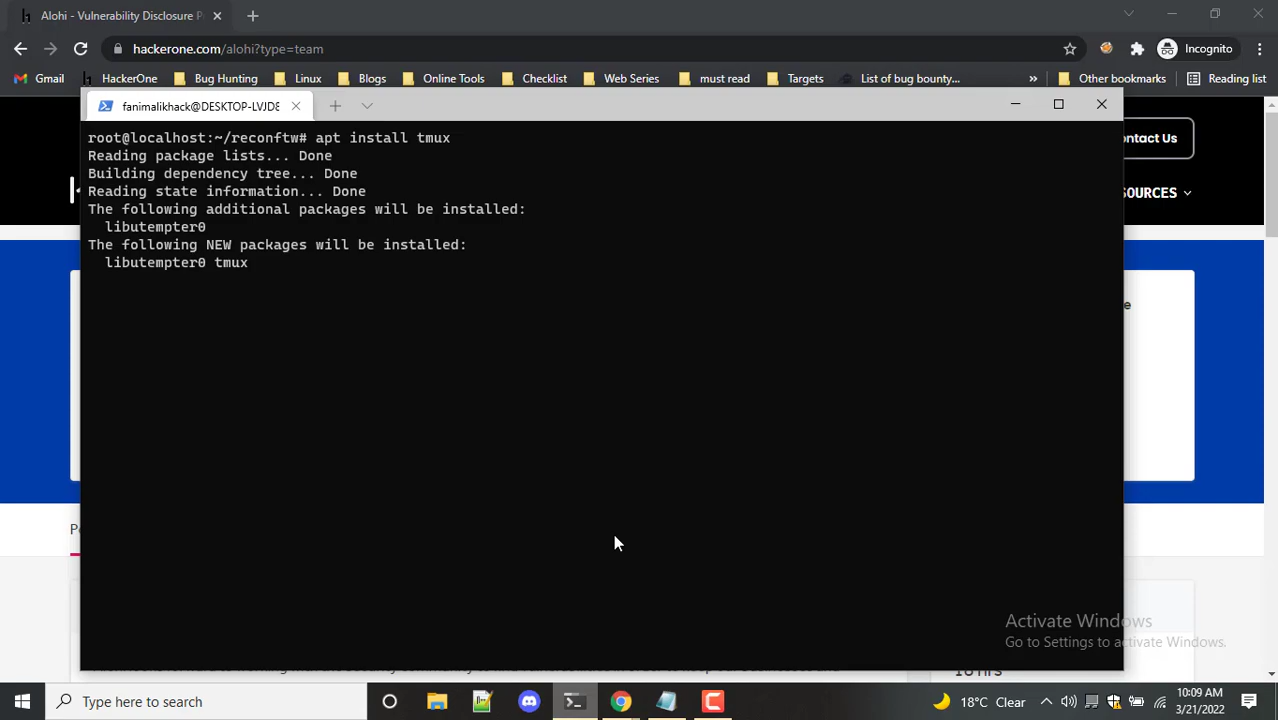 Alohi - Vulnerability Disclosure P
hackerone.com/alohi?type=team
Incognito
Gmail
HackerOne
Bug Hunting
Linux
Blogs
Online Tools
Checklist
Web Series
must read
Targets
List of bug bounty...
»
Other bookmarks
Reading list
fanimalikhack@DESKTOP-LVJD8
ontact Us
SOURCES
root@localhost:~/reconftw# apt install tmux
Reading package lists... Done
Building dependency tree... Done
Reading state information... Done
The following additional packages will be installed:
libutempter0
The following NEW packages will be installed:
libutempter0 tmux
Activate Windows
Go to Settings to activate Windows.
Type here to search
18°C Clear
10:09 AM
3/21/2022